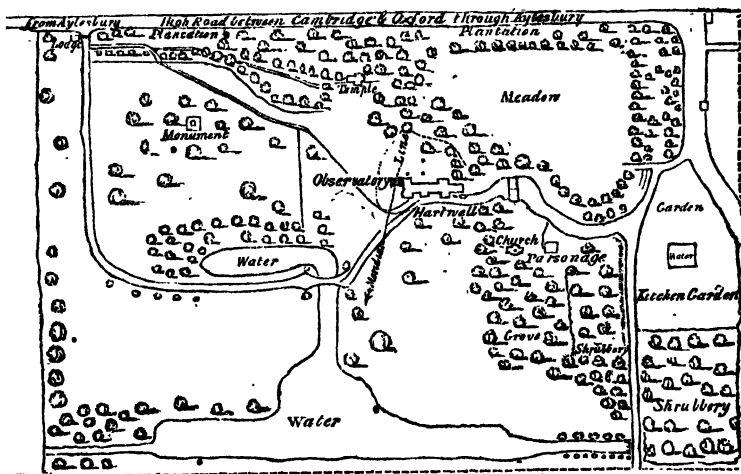 from Aylesbury
High Road between Cambridge & Oxford through Aylesbury
Lodge
Plantation
Plantation
Temple
Meadow
Monument
Line
Observatory
Hartwell
Garden
Church
Water
Parsonage
Water
Meridian
Kitchen Garden
Grove
Shrubbery
Shrubbery
Water